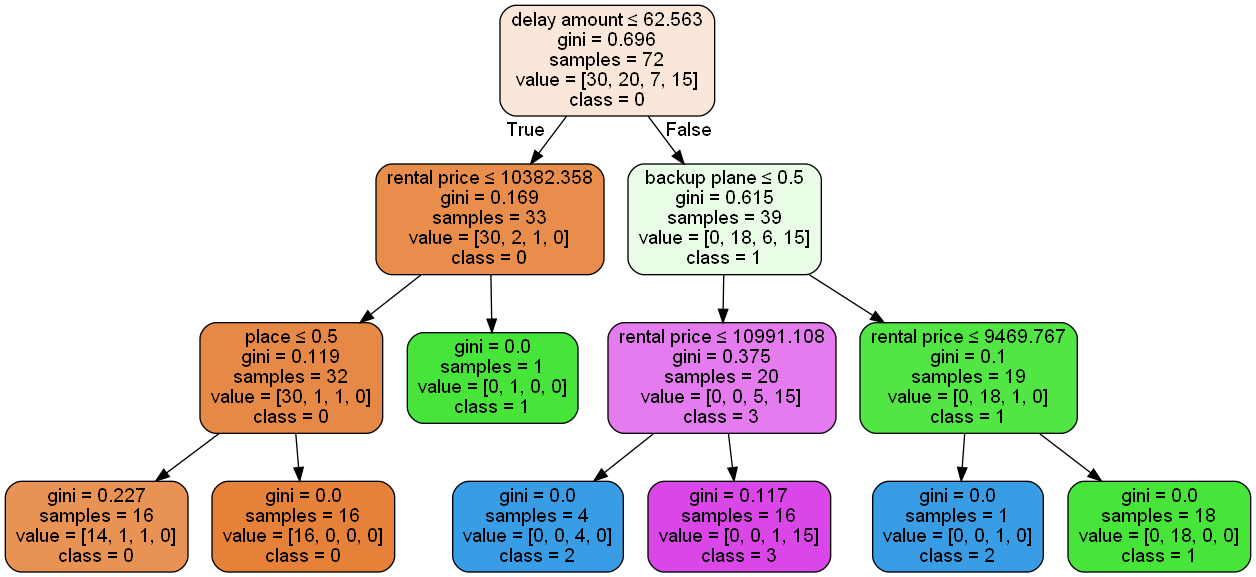 delay amount ≤ 62.563
gini = 0.696
samples = 72
value = [30, 20, 7, 15]
class = 0
True
False
rental price ≤ 10382.358
gini = 0.169
samples = 33
value = [30, 2, 1, 0]
class = 0
backup plane ≤ 0.5
gini = 0.615
samples = 39
value = [0, 18, 6, 15]
class = 1
place ≤ 0.5
gini = 0.119
samples = 32
value = [30, 1, 1, 0]
class = 0
gini = 0.0
samples = 1
value = [0, 1, 0, 0]
class = 1
rental price ≤ 10991.108
gini = 0.375
samples = 20
value = [0, 0, 5, 15]
class = 3
rental price ≤ 9469.767
gini = 0.1
samples = 19
value = [0, 18, 1, 0]
class = 1
gini = 0.227
samples = 16
value = [14, 1, 1, 0]
class = 0
gini = 0.0
samples = 16
value = [16, 0, 0, 0]
class = 0
gini = 0.0
samples = 4
value = [0, 0, 4, 0]
class = 2
gini = 0.117
samples = 16
value = [0, 0, 1, 15]
class = 3
gini = 0.0
samples = 1
value = [0, 0, 1, 0]
class = 2
gini = 0.0
samples = 18
value = [0, 18, 0, 0]
class = 1